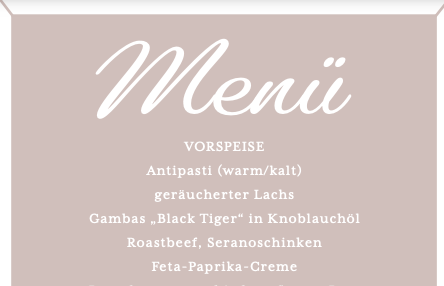 Menü
VORSPEISE
Antipasti (warm/kalt)
geräucherter Lachs
Gambas „Black Tiger“ in Knoblauchöl
Roastbeef, Seranoschinken
Feta-Paprika-Creme